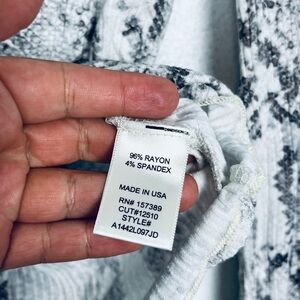 96% RAYON
4% SPANDEX
MADE IN USA
RN# 157389
CUT#12510
STYLE#
A1442L097JD